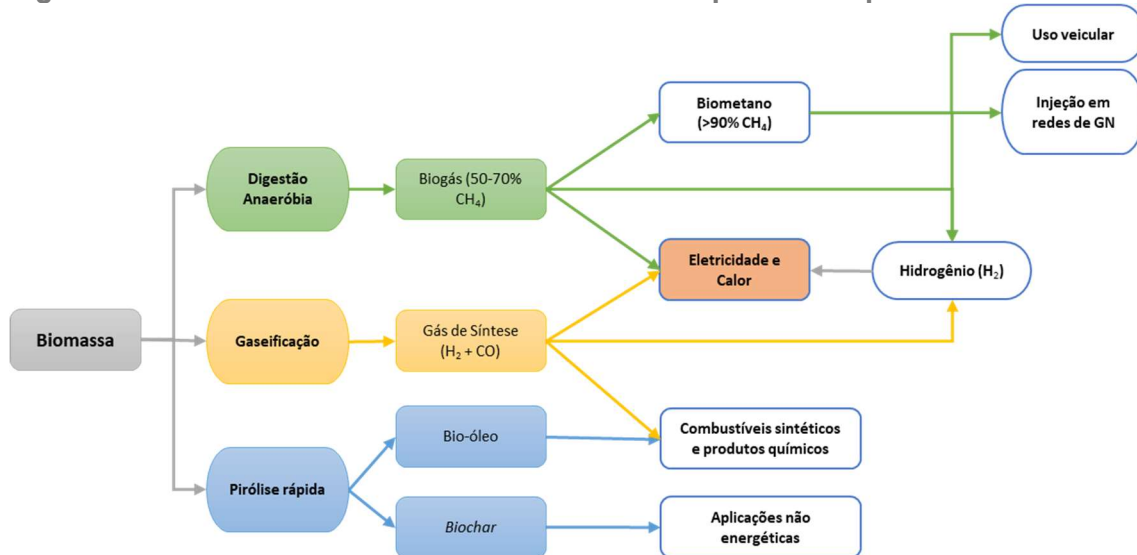 Uso veicular
Biometano
(>90% CH₄)
Injeção em
redes de GN
Digestão
Anaeróbia
Biogás (50-70%
CH₄)
Eletricidade e
Calor
Hidrogênio (H₂)
Biomassa
Gaseificação
Gás de Síntese
(H₂ + CO)
Bio-óleo
Combustíveis sintéticos
e produtos químicos
Pirólise rápida
Biochar
Aplicações não
energéticas